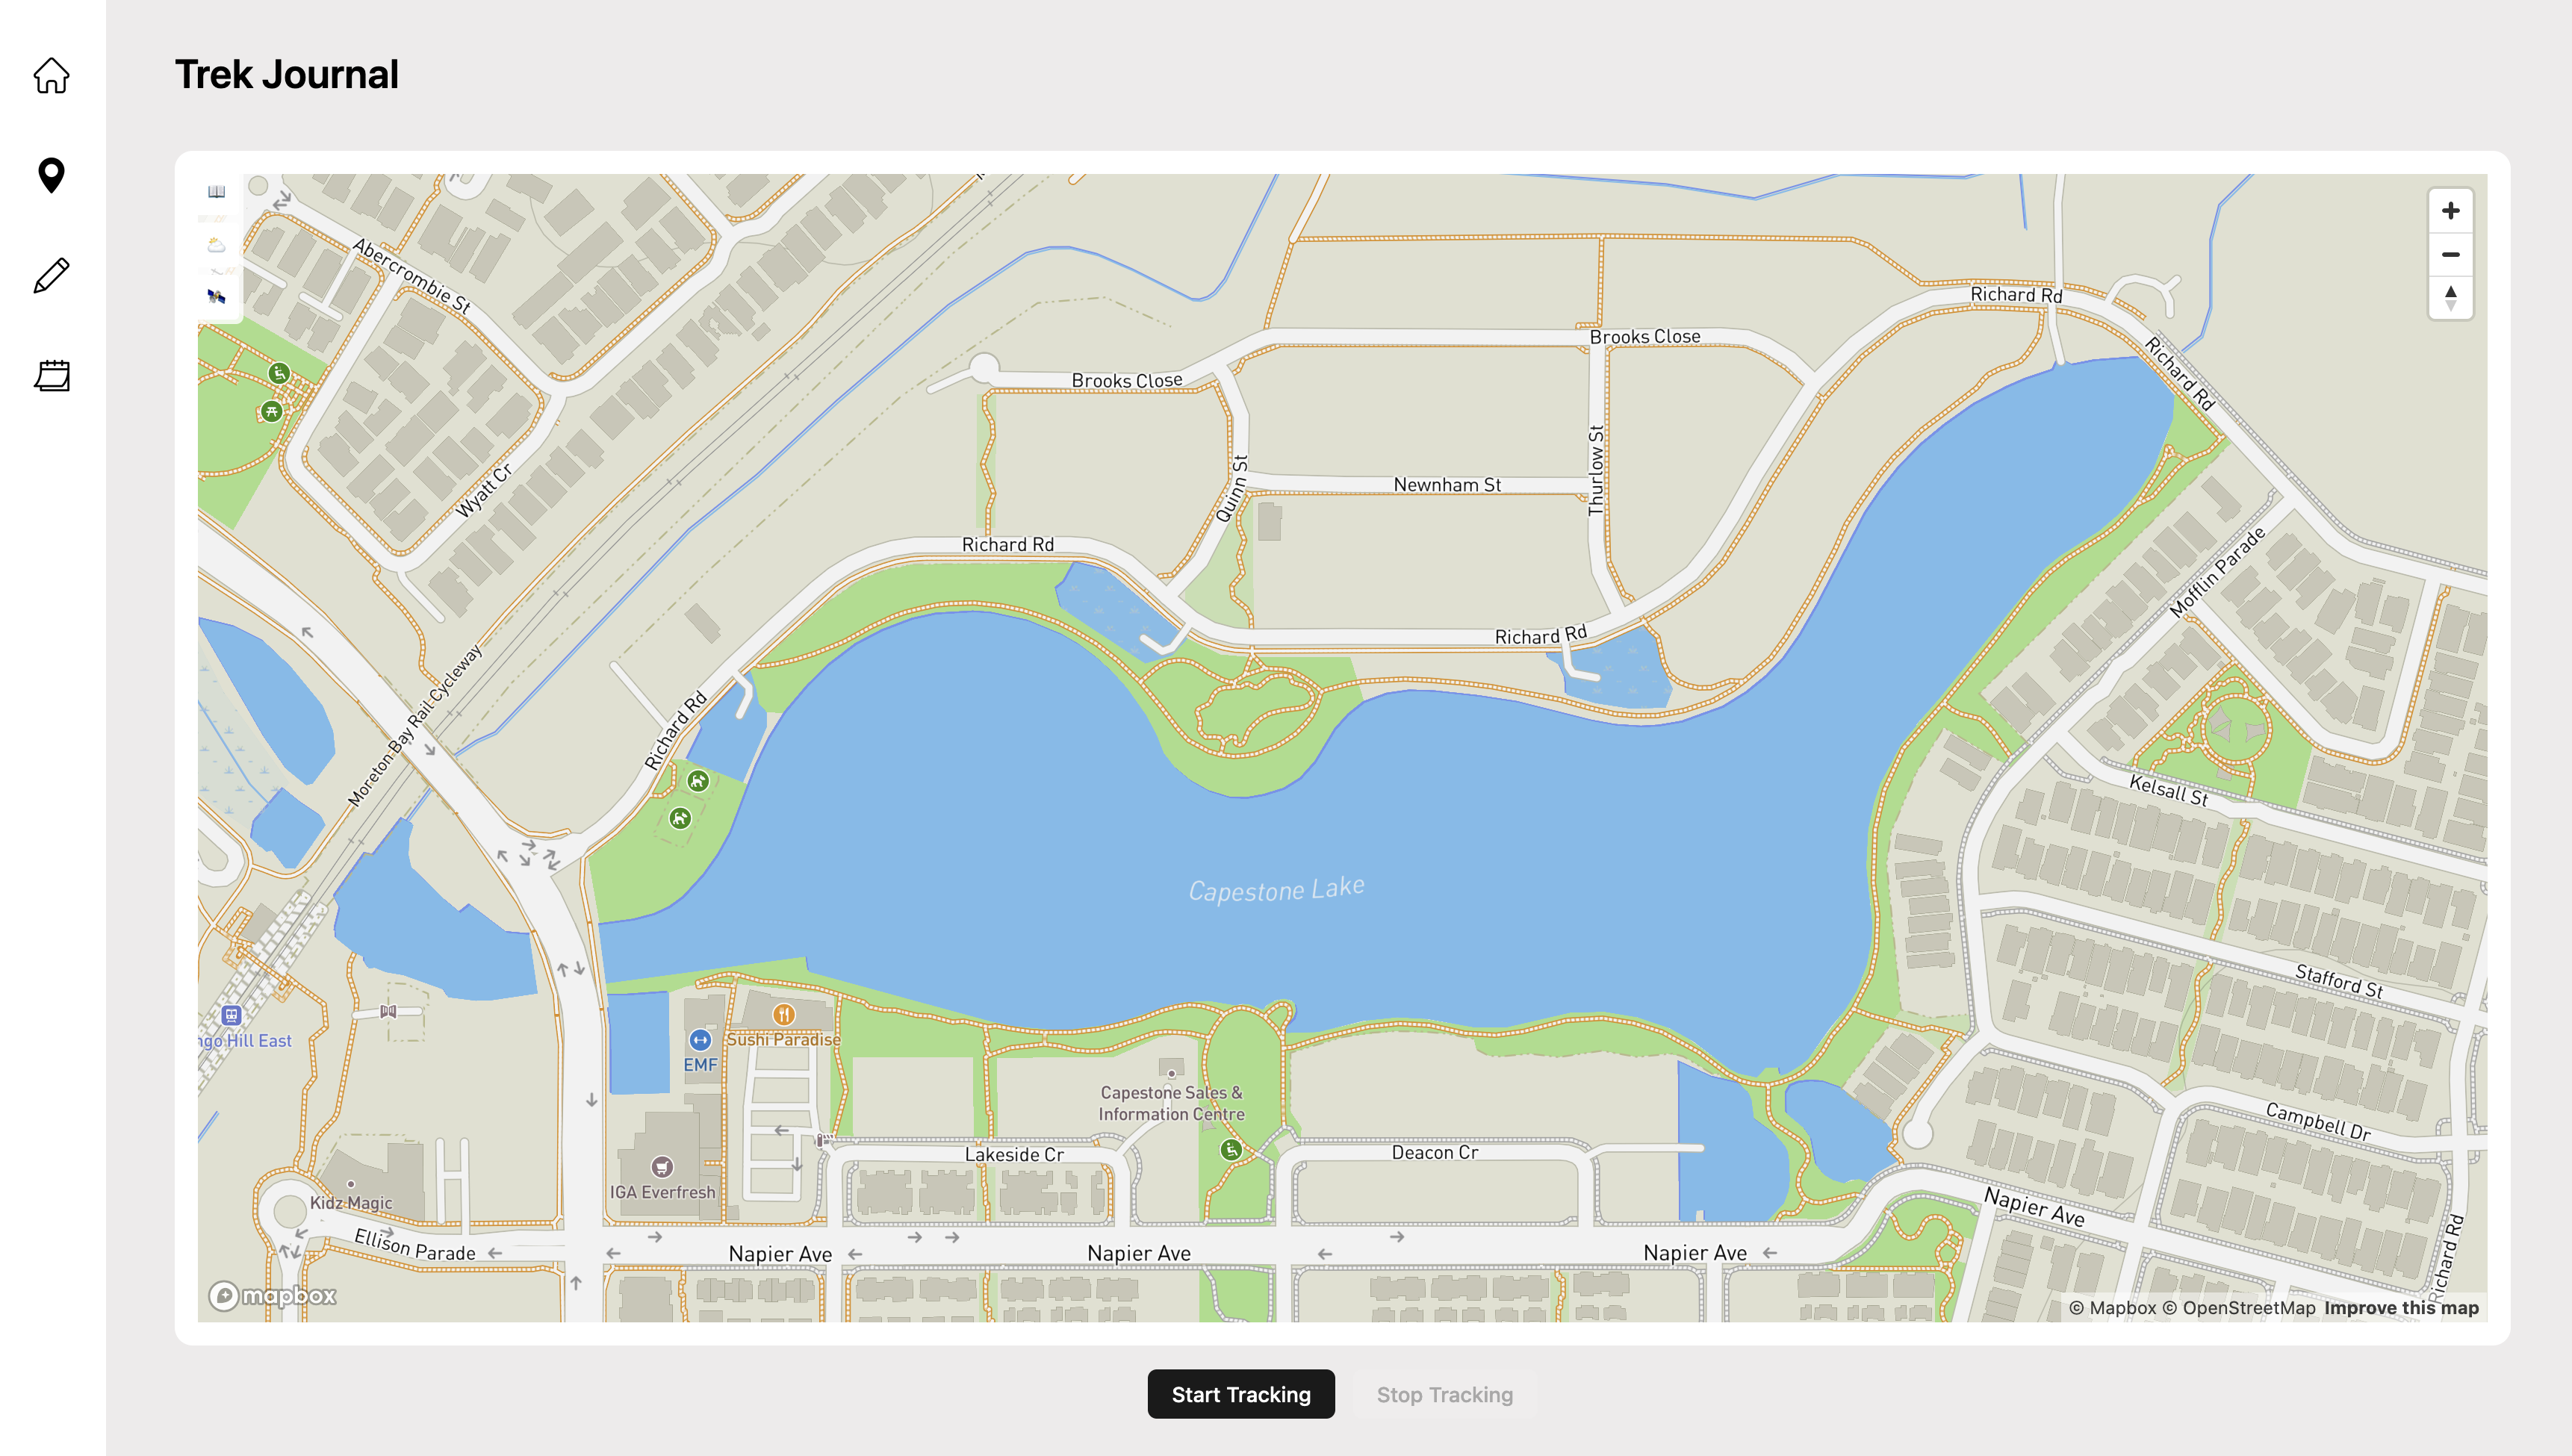 Trek Journal
Abercrombie St
Wyatt Cr
Moreton Bay Rail Cycleway
Brooks Close
Brooks Close
Quinn St
Newnham St
Thurlow St
Richard Rd
Richard Rd
Richard Rd
Richard Rd
Richard Rd
Mofflin Parade
Kelsall St
Stafford St
Campbell Dr
Napier Ave
Richard Rd
Capestone Lake
ngo Hill East
EMF
Sushi Paradise
Capestone Sales &
Information Centre
Lakeside Cr
Deacon Cr
IGA Everfresh
Kidz Magic
Ellison Parade
Napier Ave
Napier Ave
Napier Ave
mapbox
© Mapbox © OpenStreetMap Improve this map
Start Tracking
Stop Tracking